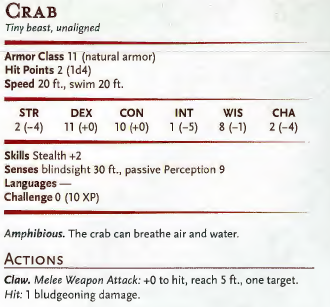 CRAB
Tiny beast, unaligned
Armor Class 11 (natural armor)
Hit Points 2 (1d4)
Speed 20 ft., swim 20 ft.
STR DEX CON INT WIS CHA
2 (–4) 11 (+0) 10 (+0) 1 (–5) 8 (–1) 2 (–4)
Skills Stealth +2
Senses blindsight 30 ft., passive Perception 9
Languages —
Challenge 0 (10 XP)
Amphibious. The crab can breathe air and water.
ACTIONS
Claw. Melee Weapon Attack: +0 to hit, reach 5 ft., one target.
Hit: 1 bludgeoning damage.